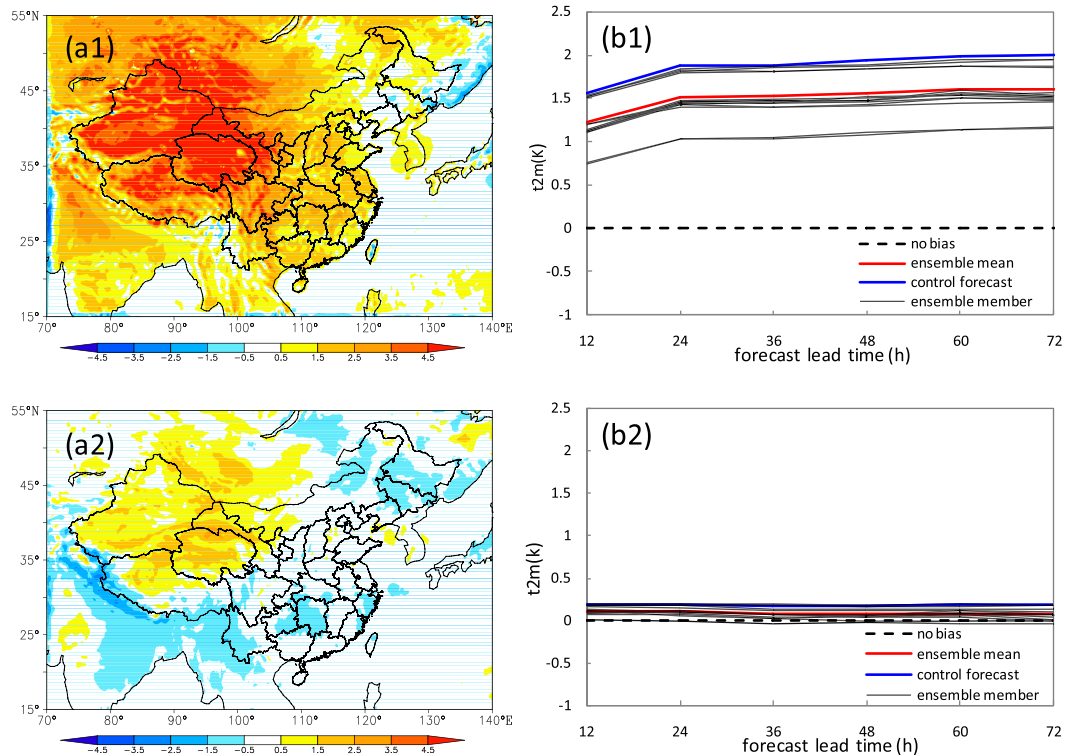 (a1)
55°N
45°
35°
25°
15°
70° 80° 90° 100° 110° 120° 130° 140°E
-4.5 -3.5 -2.5 -1.5 -0.5 0.5 1.5 2.5 3.5 4.5
(b1)
t2m(K)
2.5
2
1.5
1
0.5
0
-0.5
-1
no bias
ensemble mean
control forecast
ensemble member
12 24 36 48 60 72
forecast lead time (h)
(a2)
55°N
45°
35°
25°
15°
70° 80° 90° 100° 110° 120° 130° 140°E
-4.5 -3.5 -2.5 -1.5 -0.5 0.5 1.5 2.5 3.5 4.5
(b2)
t2m(k)
2.5
2
1.5
1
0.5
0
-0.5
-1
no bias
ensemble mean
control forecast
ensemble member
12 24 36 48 60 72
forecast lead time (h)